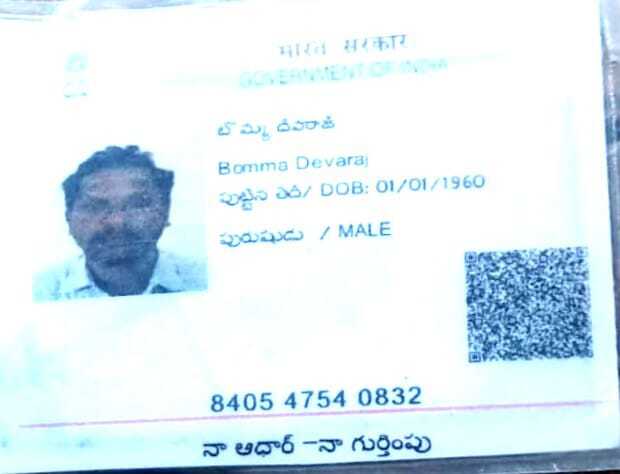 भारत सरकार
GOVERNMENT OF INDIA
బొమ్మ దేవరాజ్
Bomma Devaraj
పుట్టిన తేదీ/ DOB: 01/01/1960
పురుషుడు / MALE
8405 4754 0832
నా ఆధార్ –నా గుర్తింపు